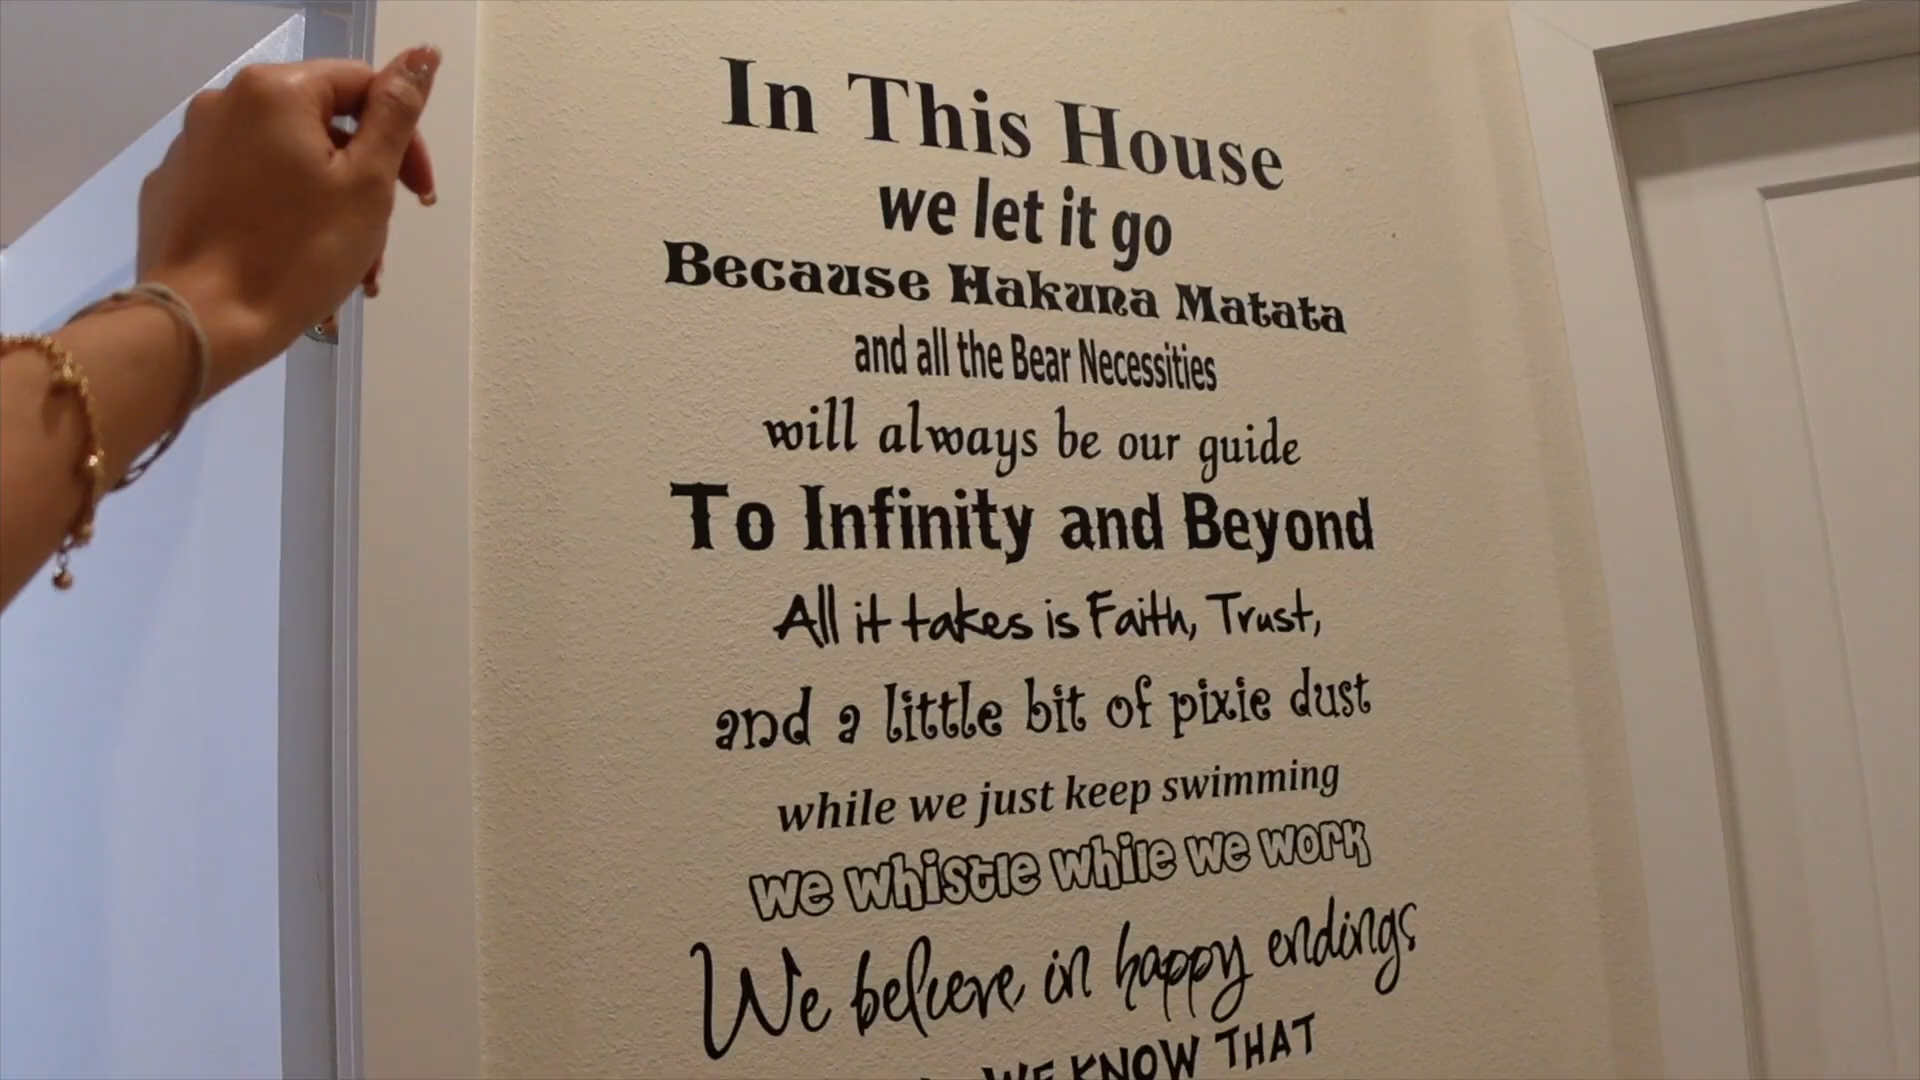 In This House
we let it go
Because Hakuna Matata
and all the Bear Necessities
will always be our guide
To Infinity and Beyond
All it takes is Faith, Trust,
and a little bit of pixie dust
while we just keep swimming
we whistle while we work
We believe in happy endings
WE KNOW THAT